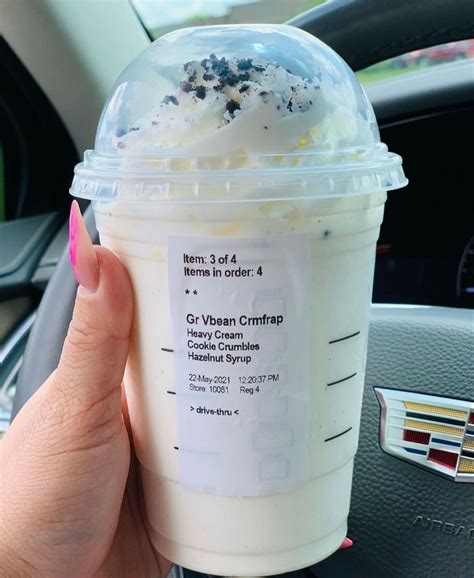 Item: 3 of 4
Items in order: 4
* *
Gr Vbean Crmfrap
Heavy Cream
Cookie Crumbles
Hazelnut Syrup
22-May-2021 12:20:37 PM
Store: 10081 Reg 4
> drive-thru <
AIRBAG